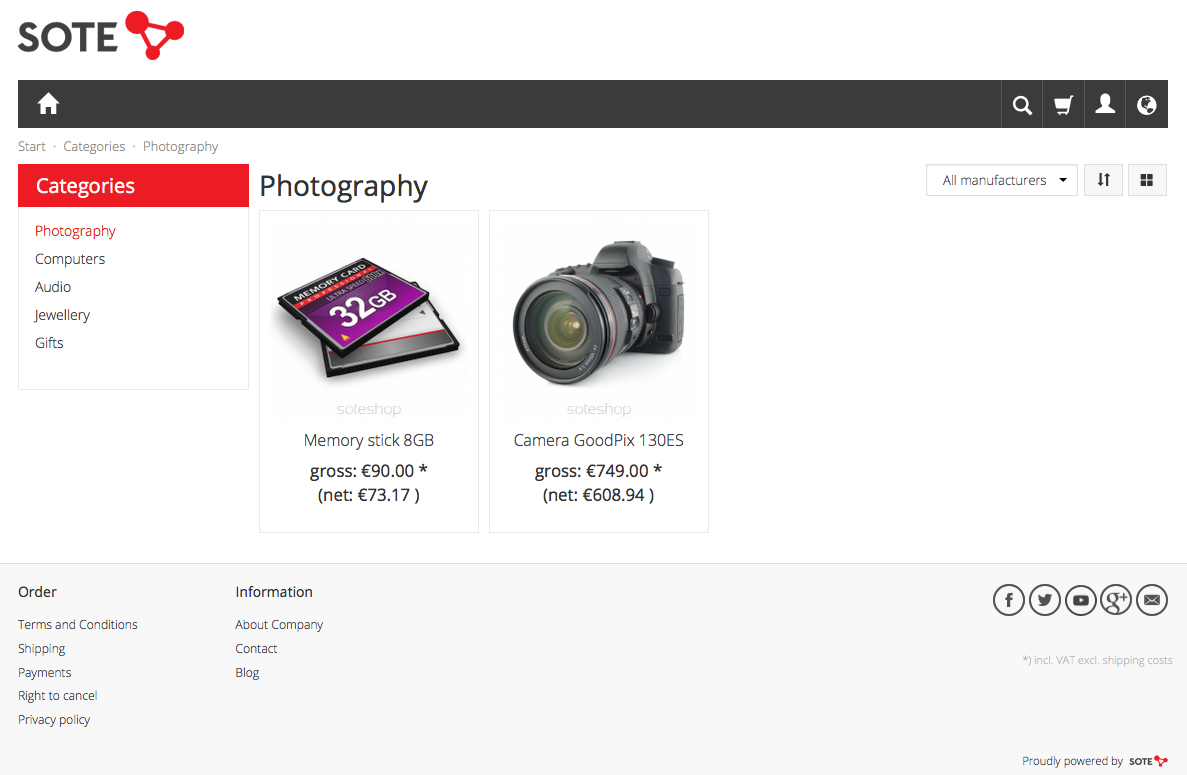 SOTE
Start • Categories • Photography
Categories
Photography
Computers
Audio
Jewellery
Gifts
Photography
All manufacturers
MEMORY CARD
PROFESSIONAL
ULTRA SPEED
32GB
soteshop
Memory stick 8GB
gross: €90.00 *
(net: €73.17 )
soteshop
Camera GoodPix 130ES
gross: €749.00 *
(net: €608.94 )
Order
Terms and Conditions
Shipping
Payments
Right to cancel
Privacy policy
Information
About Company
Contact
Blog
*) incl. VAT excl. shipping costs
Proudly powered by SOTE